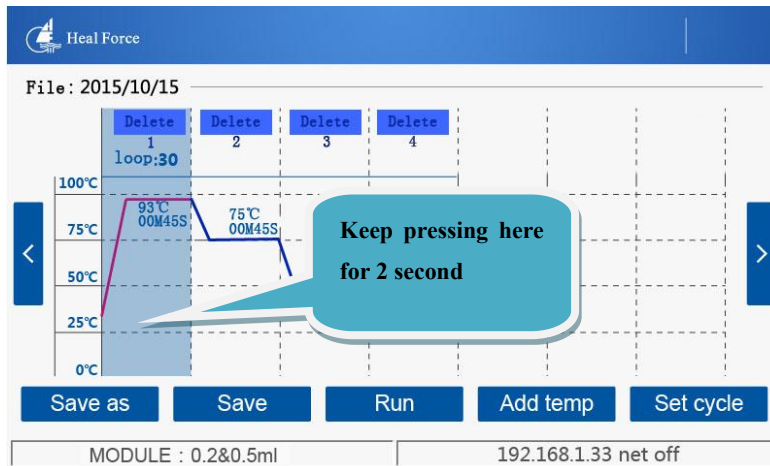 Heal Force
File: 2015/10/15
Delete Delete Delete Delete
1 2 3 4
loop:30
100℃
93℃
00M45S
75℃
00M45S
75℃
50℃
25℃
0℃
Keep pressing here
for 2 second
<
>
Save as Save Run Add temp Set cycle
MODULE : 0.2&0.5ml 192.168.1.33 net off